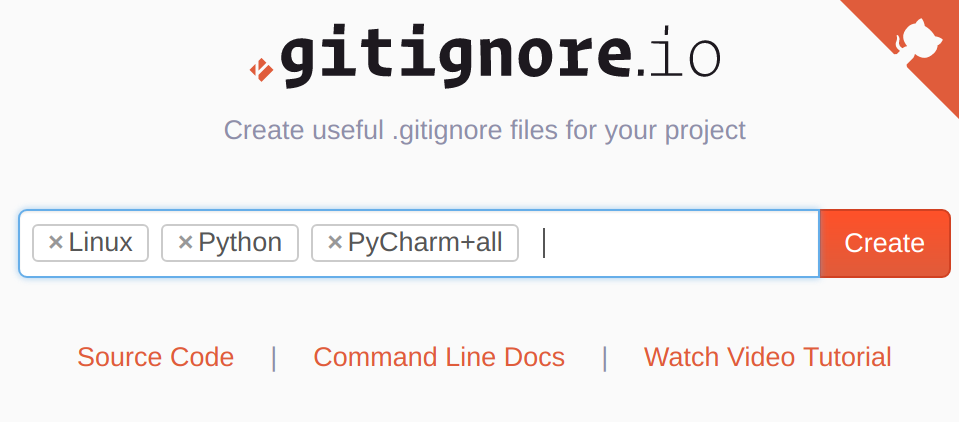 .gitignore.io
Create useful .gitignore files for your project
×Linux ×Python ×PyCharm+all Create
Source Code | Command Line Docs | Watch Video Tutorial